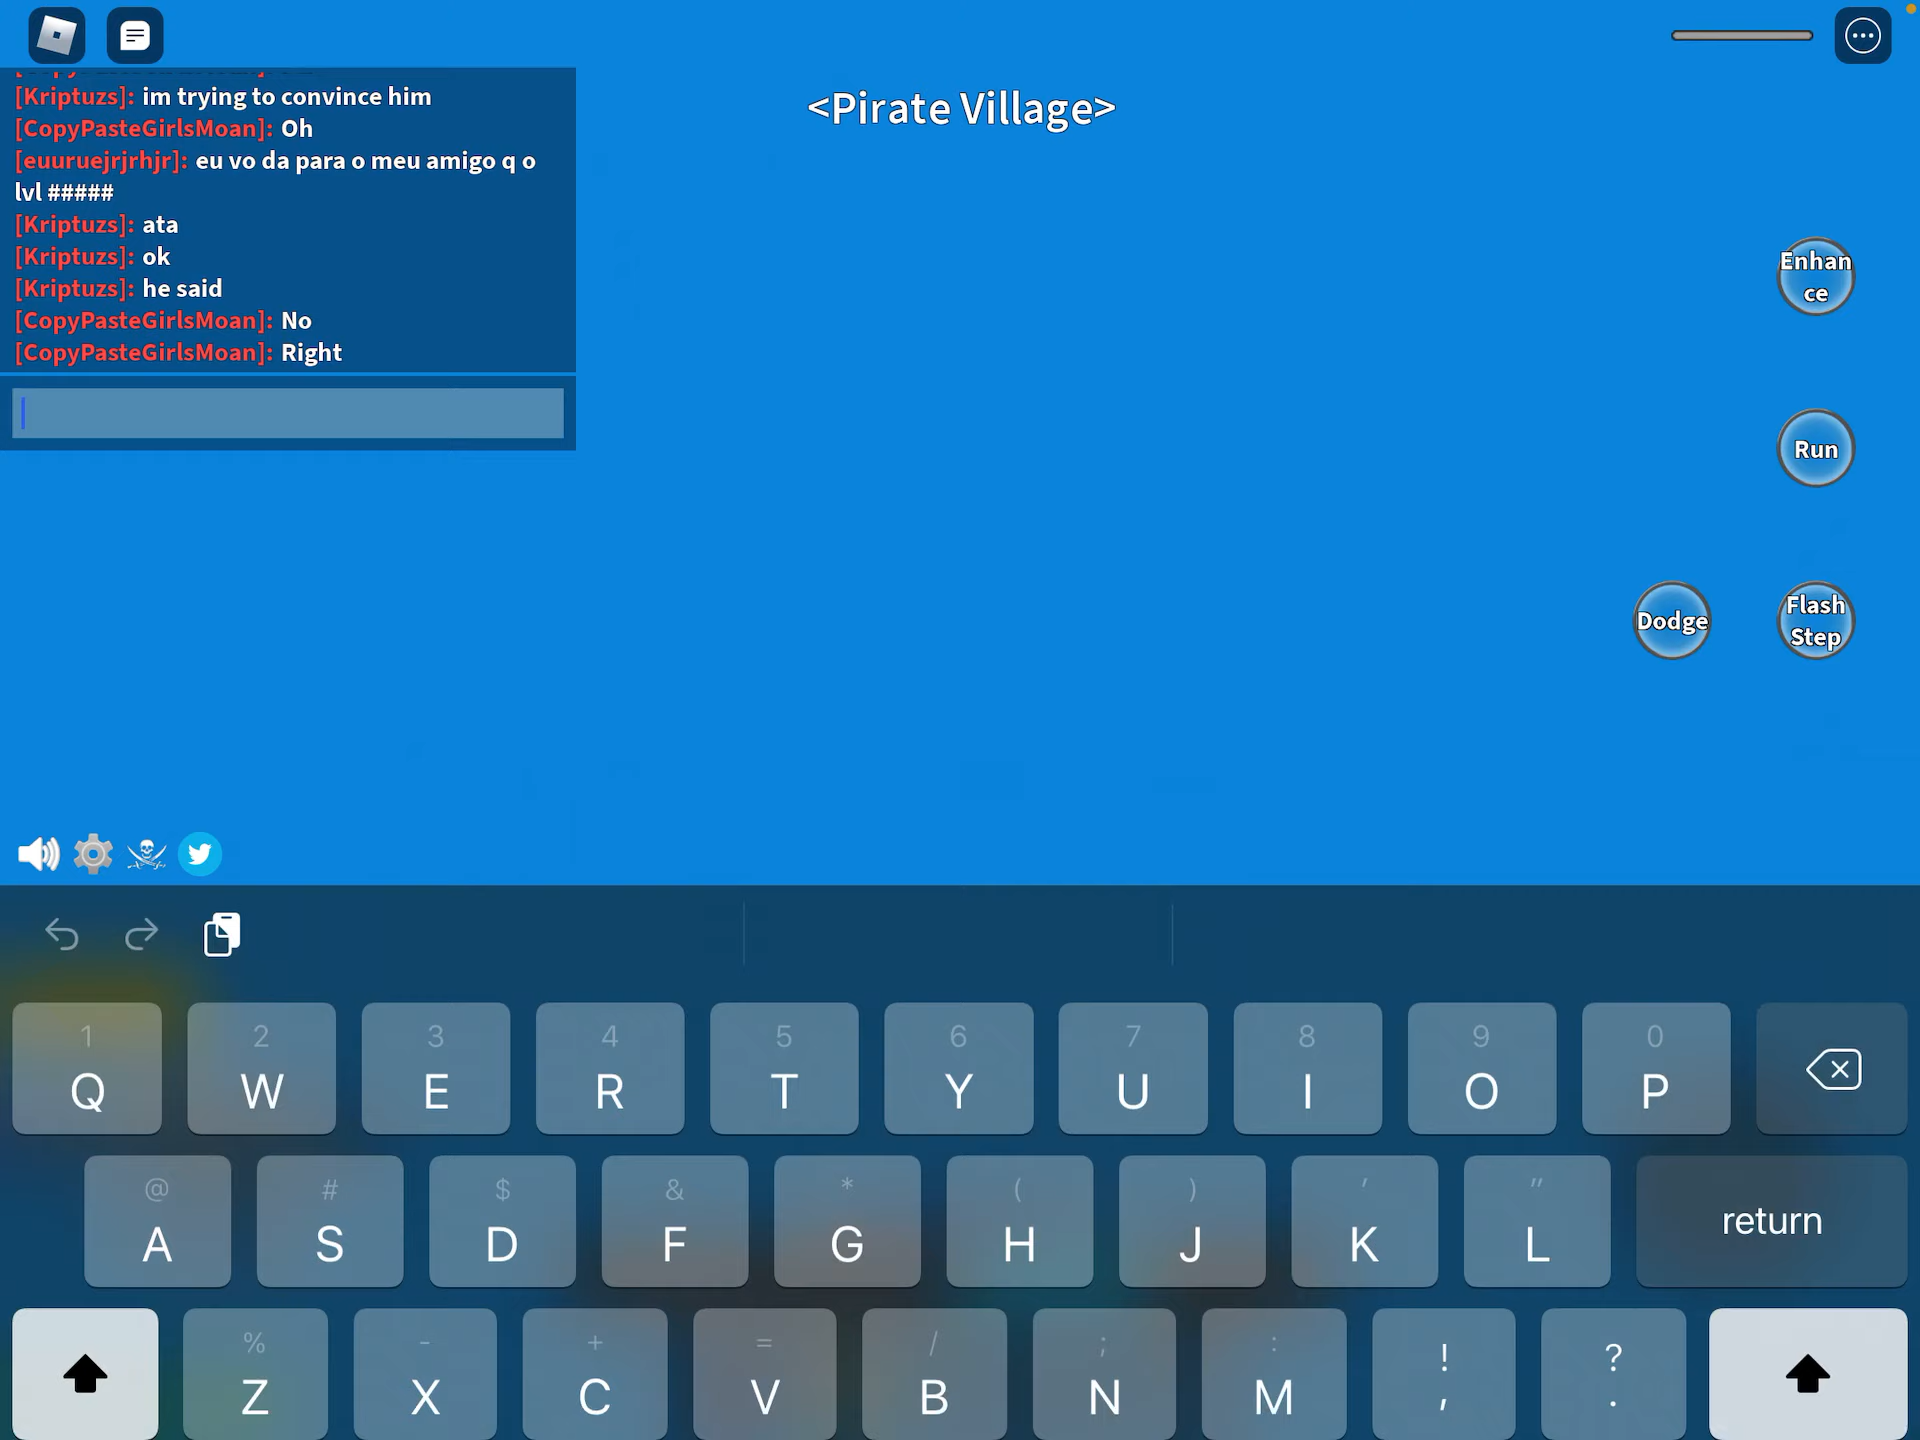 [Kriptuzs]: im trying to convince him
[CopyPasteGirlsMoan]: Oh
[euuruejrjrhjr]: eu vo da para o meu amigo q o
lvl #####
[Kriptuzs]: ata
[Kriptuzs]: ok
[Kriptuzs]: he said
[CopyPasteGirlsMoan]: No
[CopyPasteGirlsMoan]: Right
<Pirate Village>
Enhan
ce
Run
Dodge
Flash
Step
1 2 3 4 5 6 7 8 9 0
Q W E R T Y U I O P
@ # $ & * ( ) ' "
A S D F G H J K L return
% - + = / ; : ! ?
Z X C V B N M , .